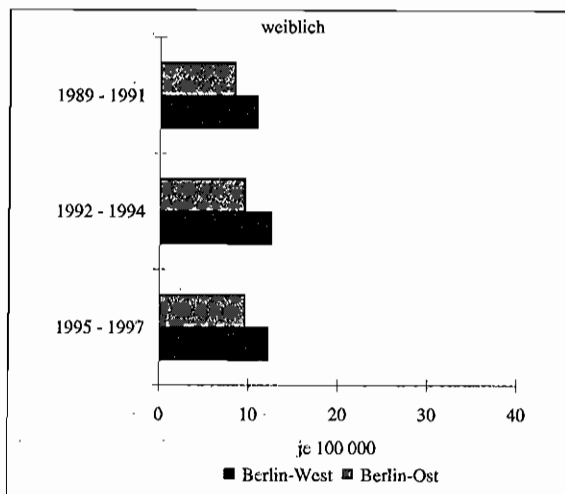 weiblich
1989 - 1991
1992 - 1994
1995 - 1997
0 10 20 30 40
je 100 000
Berlin-West Berlin-Ost